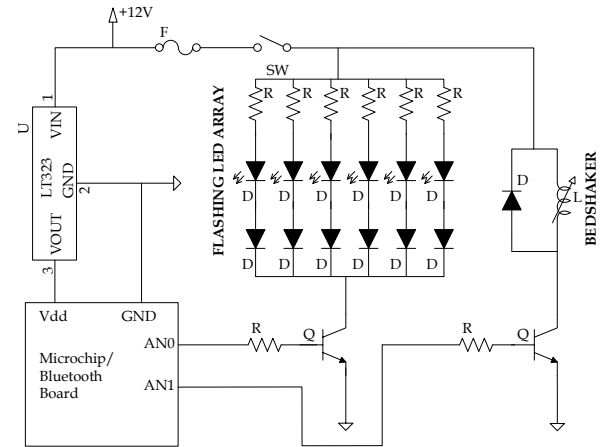 +12V
F
SW
R R R R R R
1
U
VIN
LT323
GND
2
VOUT
3
FLASHING LED ARRAY
D D D D D D
D D D D D D
D
L
BEDSHAKER
Vdd GND
Microchip/
Bluetooth
Board
AN0
AN1
R
Q
R
Q